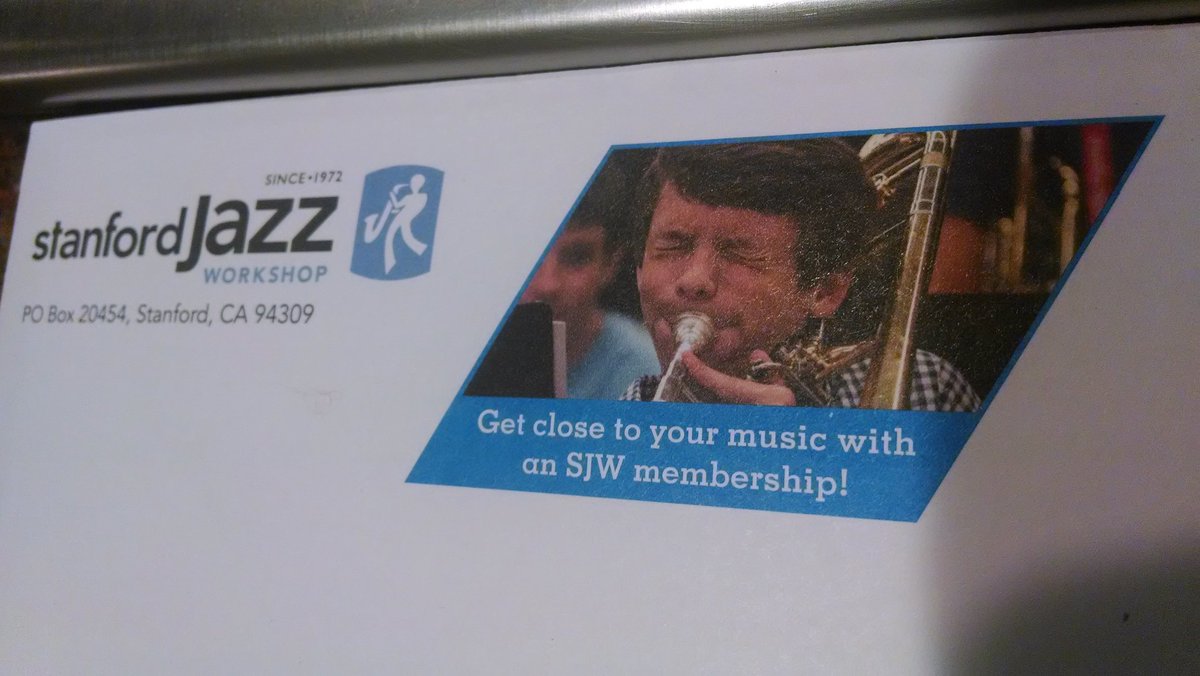 SINCE•1972
stanfordJazz
WORKSHOP
PO Box 20454, Stanford, CA 94309
Get close to your music with
an SJW membership!